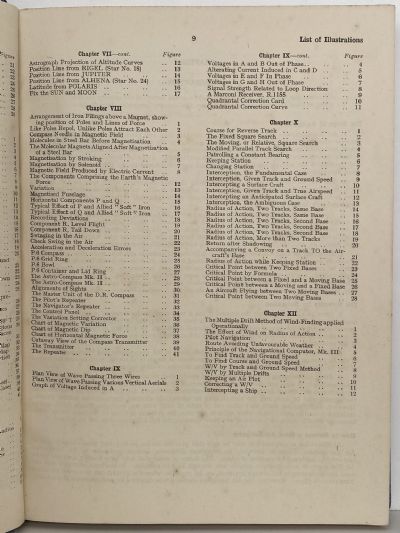 9
List of Illustrations
Chapter VII—cont. Figure
Astrograph Projection of Altitude Curves 12
Position Line from RIGEL (Star No. 18) 13
Position Line from JUPITER 14
Position Line from ALHENA (Star No. 24) 15
Latitude from POLARIS 16
Fix the SUN and MOON 17
Chapter VIII
Arrangement of Iron Filings above a Magnet, show-
ing position of Poles and Lines of Force 1
Like Poles Repel, Unlike Poles Attract Each Other 2
Compass Needle in Magnetic Field 3
Molecules in Steel Bar Before Magnetisation 4
The Molecular Magnets Aligned After Magnetisation
of a Steel Bar 5
Magnetisation by Stroking 6
Magnetisation by Solenoid 7
Magnetic Field Produced by Electric Current 8
The Components Comprising the Earth's Magnetic
Force 12
Variation 13
Magnetised Fuselage 14
Horizontal Components P and Q 15
Typical Effect of P and Allied "Soft" Iron 16
Typical Effect of Q and Allied "Soft" Iron 17
Recording Deviations 18
Component R, Level Flight 19
Component R, Tail Down 20
Swinging in the Air 21
Check Swing in the Air 22
Acceleration and Deceleration Errors 23
P.6 Compass 24
Grid Ring 25
P.8 Bowl 26
P.6 Container and Lid Ring 27
The Astro-Compass Mk. II 28
The Astro-Compass Mk. II 29
Alignments of Sights 30
The Master Unit of the D.R. Compass 31
The Pilot's Repeater 32
The Navigator's Repeater 33
The Control Panel 34
The Variation Setting Corrector 35
Chart of Magnetic Variation 36
Chart of Magnetic Dip 37
Chart of Horizontal Magnetic Force 38
Cutaway View of the Compass Transmitter 39
The Transmitter 40
The Repeater 41
Chapter IX
Plan View of Wave Passing Three Wires 1
Plan View of Wave Passing Various Vertical Aerials 2
Graph of Voltage Induced in A 3
Chapter IX—cont. Figure
Voltages in A and B Out of Phase 4
Alternating Current Induced in C and D 5
Voltages in E and F In Phase 6
Voltages in G and H Out of Phase 7
Signal Strength Related to Loop Direction 8
A Marconi Receiver, R.1155 9
Quadrantal Correction Card 10
Quadrantal Correction Curve 11
Chapter X
Course for Reverse Track 1
The Fixed Square Search 2
The Moving, or Relative, Square Search 3
Modified Parallel Track Search 4
Patrolling a Constant Bearing 5
Keeping Station 6
Changing Station 7
Interception, the Fundamental Case 8
Interception, Given Track and Ground Speed 9
Intercepting a Surface Craft 10
Interception, Given Track and True Airspeed 11
Intercepting an Anticipated Surface Craft 12
Interception, the Ambiguous Case 13
Radius of Action, Two Tracks, Same Base 14
Radius of Action, Two Tracks, Same Base 15
Radius of Action, Two Tracks, Second Base 16
Radius of Action, Two Tracks, Second Base 17
Radius of Action, Two Tracks, Second Base 18
Radius of Action, More than Two Tracks 19
Return after Shadowing 20
Accompanying a Convoy on a Track TO the Air-
craft's Base 21
Radius of Action while Keeping Station 22
Critical Point between Two Fixed Bases 23
Critical Point by Formula 24
Critical Point between a Fixed and a Moving Base 25
Critical Point between a Moving and a Fixed Base 26
An Aircraft Flying between Two Moving Bases 27
Critical Point between Two Moving Bases 28
Chapter XII
The Multiple Drift Method of Wind-Finding applied
Operationally 1
The Effect of Wind on Radius of Action 2
Pilot Navigation 3
Route Avoiding Unfavourable Weather 4
Principle of the Navigational Computor, Mk. III 5
To Find Track and Ground Speed 6
To Find Course and Ground Speed 7
W/V by Track and Ground Speed Method 8
W/V by Multiple Drifts 9
Keeping an Air Plot 10
Correcting a W/V 11
Intercepting a Ship 12